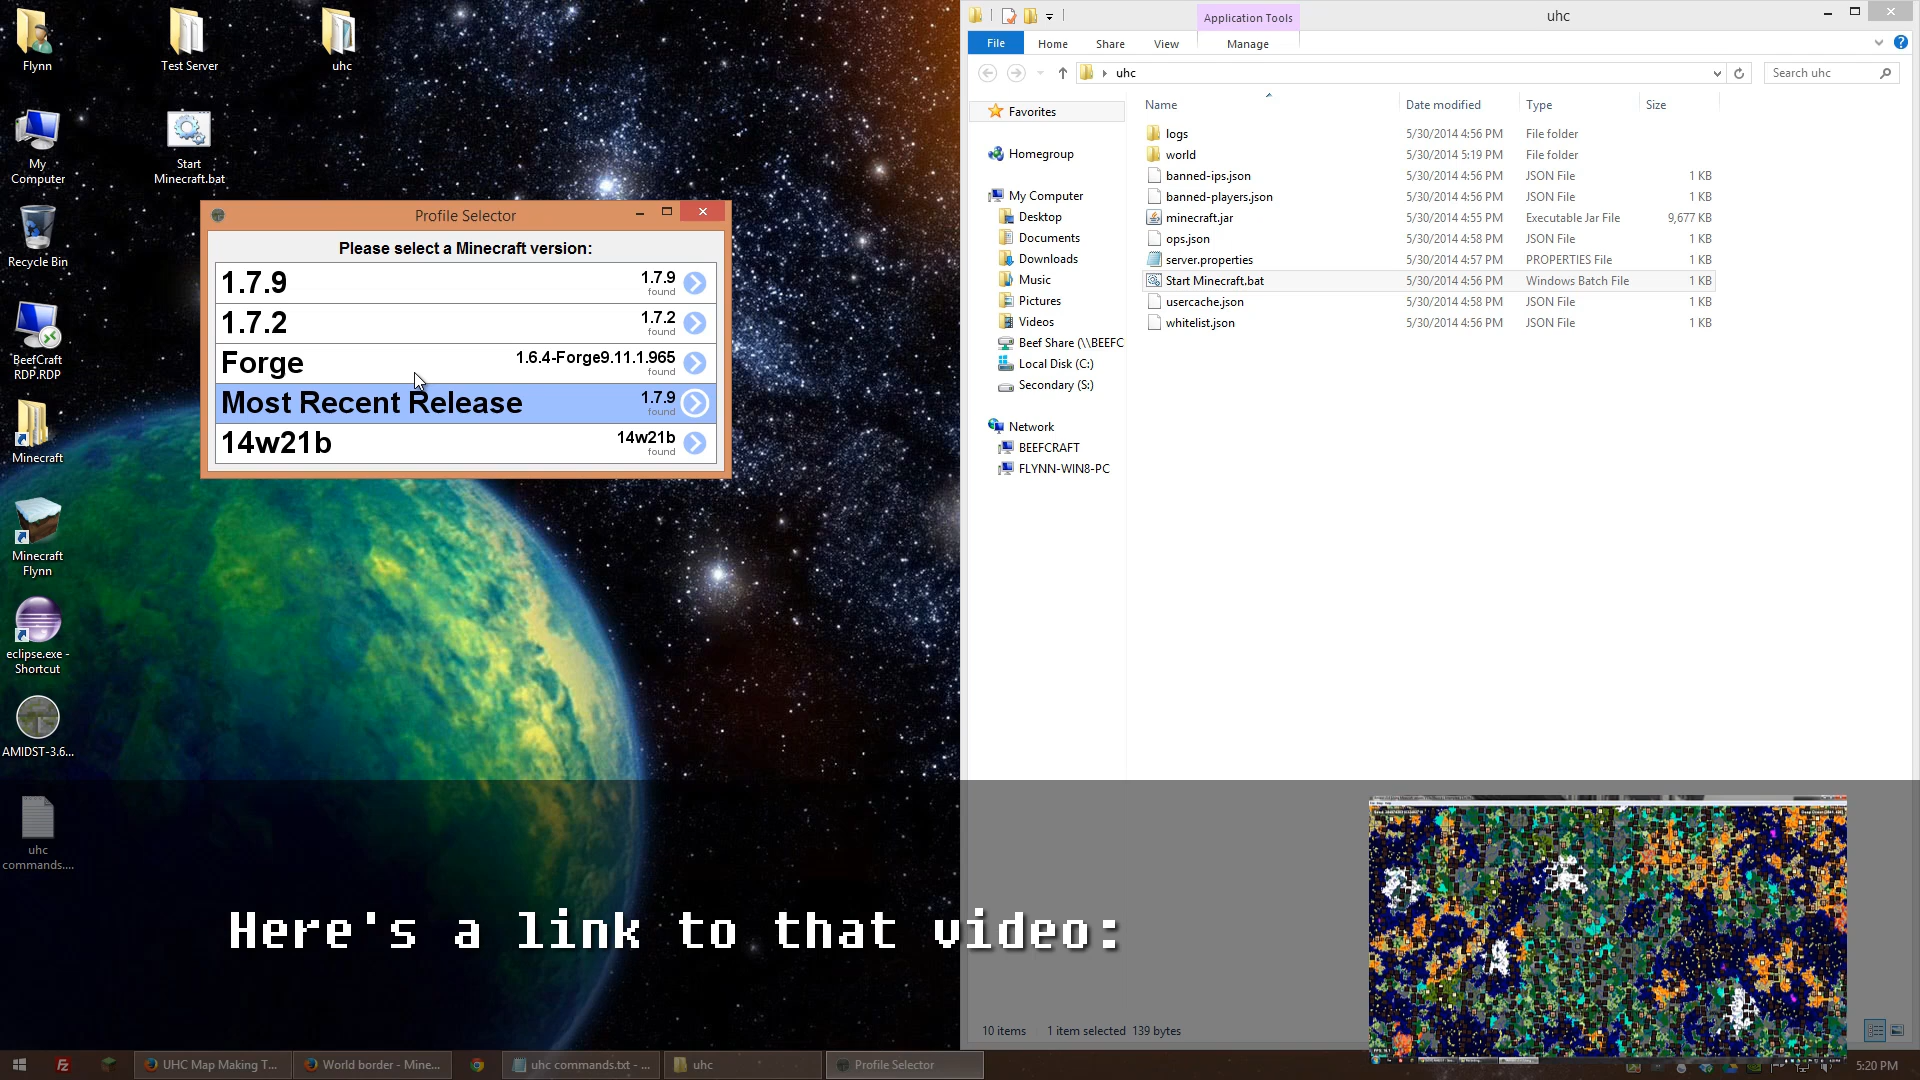 Flynn
Test Server
uhc
My Computer
Start Minecraft.bat
Recycle Bin
BeefCraft RDP.RDP
Minecraft
Minecraft Flynn
eclipse.exe - Shortcut
AMIDST-3.6...
uhc commands....
Profile Selector
Please select a Minecraft version:
1.7.9 1.7.9 found
1.7.2 1.7.2 found
Forge 1.6.4-Forge9.11.1.965 found
Most Recent Release 1.7.9 found
14w21b 14w21b found
Application Tools
uhc
File Home Share View Manage
uhc
Search uhc
Favorites
Homegroup
My Computer
Desktop
Documents
Downloads
Music
Pictures
Videos
Beef Share (\\BEEFC
Local Disk (C:)
Secondary (S:)
Network
BEEFCRAFT
FLYNN-WIN8-PC
Name Date modified Type Size
logs 5/30/2014 4:56 PM File folder
world 5/30/2014 5:19 PM File folder
banned-ips.json 5/30/2014 4:56 PM JSON File 1 KB
banned-players.json 5/30/2014 4:56 PM JSON File 1 KB
minecraft.jar 5/30/2014 4:55 PM Executable Jar File 9,677 KB
ops.json 5/30/2014 4:58 PM JSON File 1 KB
server.properties 5/30/2014 4:57 PM PROPERTIES File 1 KB
Start Minecraft.bat 5/30/2014 4:56 PM Windows Batch File 1 KB
usercache.json 5/30/2014 4:58 PM JSON File 1 KB
whitelist.json 5/30/2014 4:56 PM JSON File 1 KB
Here's a link to that video:
10 items 1 item selected 139 bytes
UHC Map Making T...
World border - Mine...
uhc commands.txt - ...
uhc
Profile Selector
5:20 PM